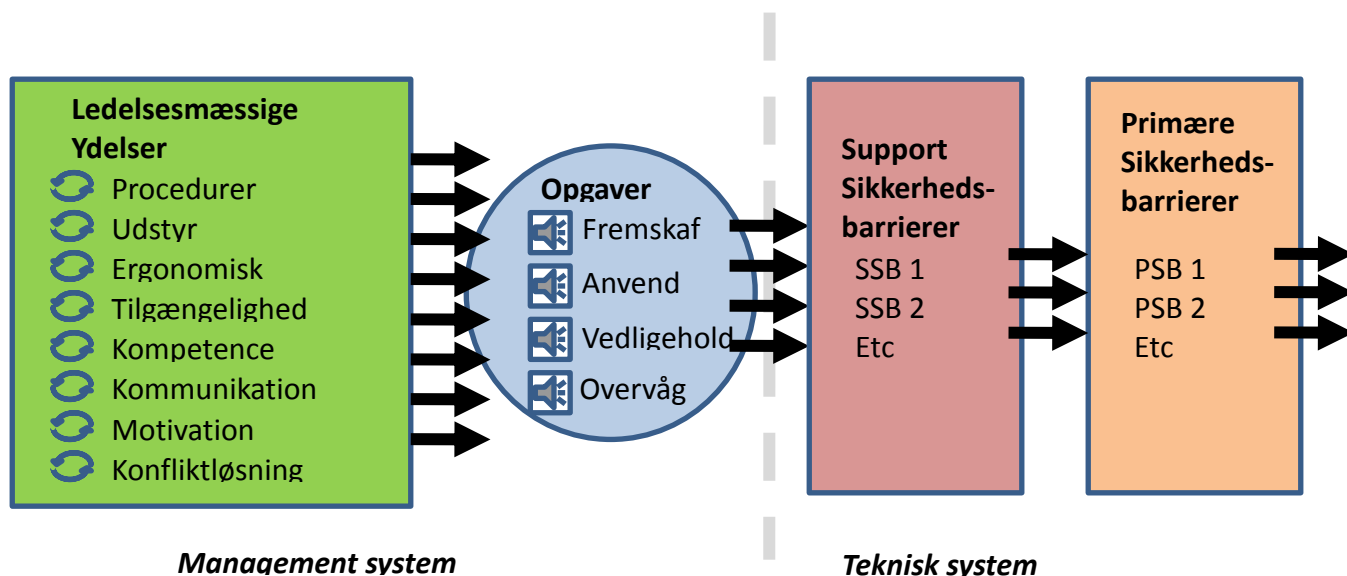 Ledelsesmæssige
Ydelser
Procedurer
Udstyr
Ergonomisk
Tilgængelighed
Kompetence
Kommunikation
Motivation
Konfliktløsning
Opgaver
Fremskaf
Anvend
Vedligehold
Overvåg
Support
Sikkerheds-
barrierer
SSB 1
SSB 2
Etc
Primære
Sikkerheds-
barrierer
PSB 1
PSB 2
Etc
Management system
Teknisk system